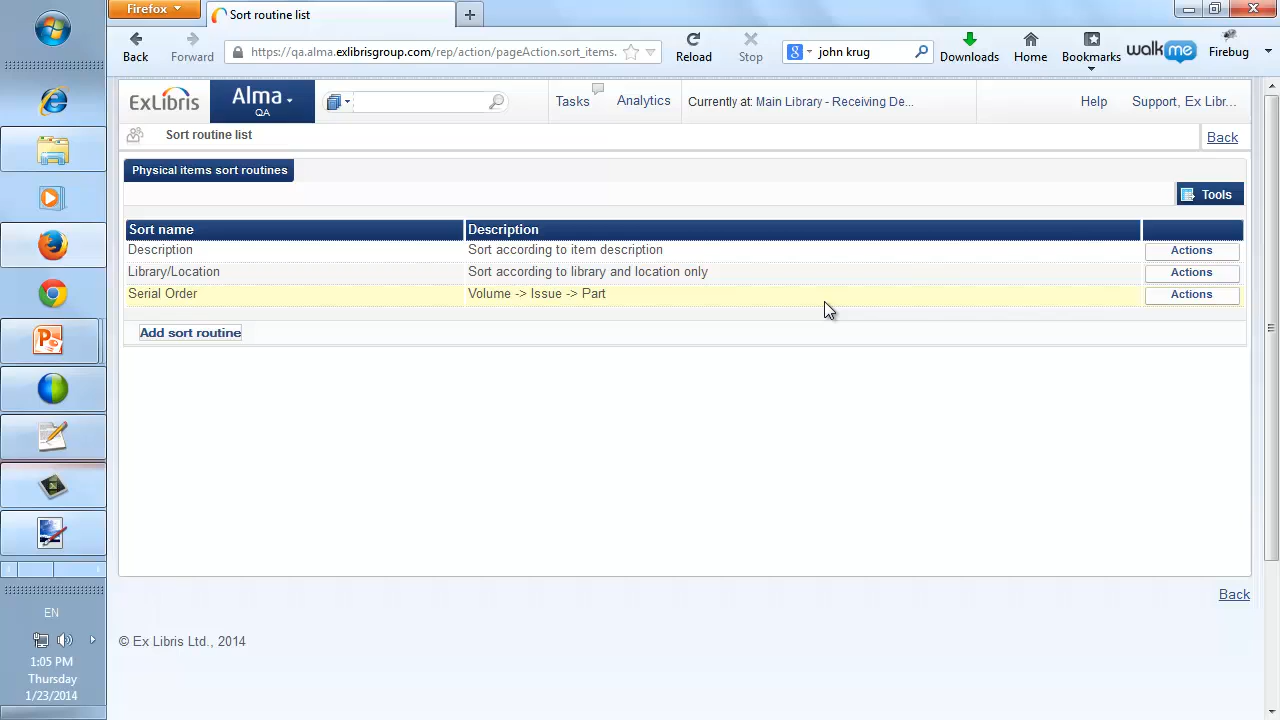 Firefox
Sort routine list
Back
Forward
https://qa.alma.exlibrisgroup.com/rep/action/pageAction.sort_items.
Reload
Stop
john krug
Downloads
Home
Bookmarks
walkme
Firebug
ExLibris
Alma
QA
Tasks
Analytics
Currently at: Main Library - Receiving De...
Help
Support, Ex Libr...
Sort routine list
Back
Physical items sort routines
Tools
Sort name Description
Description Sort according to item description Actions
Library/Location Sort according to library and location only Actions
Serial Order Volume -> Issue -> Part Actions
Add sort routine
Back
© Ex Libris Ltd., 2014
EN
1:05 PM
Thursday
1/23/2014